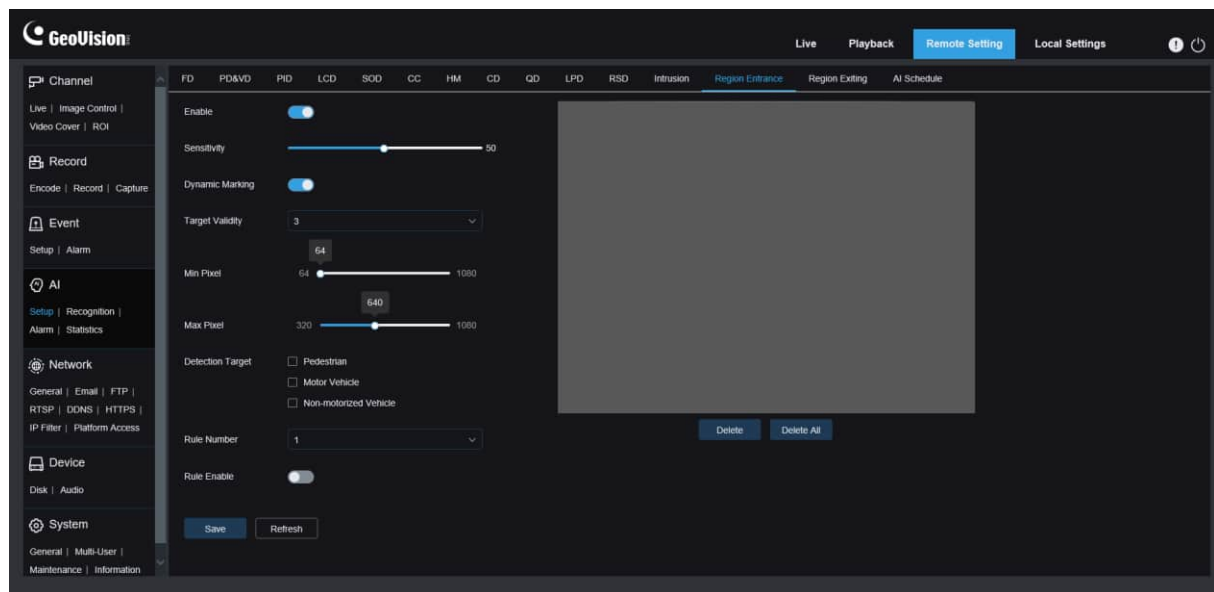 GeoVision
Live Playback Remote Setting Local Settings
Channel
Live | Image Control |
Video Cover | ROI
Record
Encode | Record | Capture
Event
Setup | Alarm
AI
Setup | Recognition |
Alarm | Statistics
Network
General | Email | FTP |
RTSP | DDNS | HTTPS |
IP Filter | Platform Access
Device
Disk | Audio
System
General | Multi-User |
Maintenance | Information
FD PD&VD PID LCD SOD CC HM CD QD LPD RSD Intrusion Region Entrance Region Exiting AI Schedule
Enable
Sensitivity 50
Dynamic Marking
Target Validity 3
64
Min Pixel 64 1080
640
Max Pixel 320 1080
Detection Target Pedestrian
Motor Vehicle
Non-motorized Vehicle
Rule Number 1
Rule Enable
Save Refresh
Delete Delete All